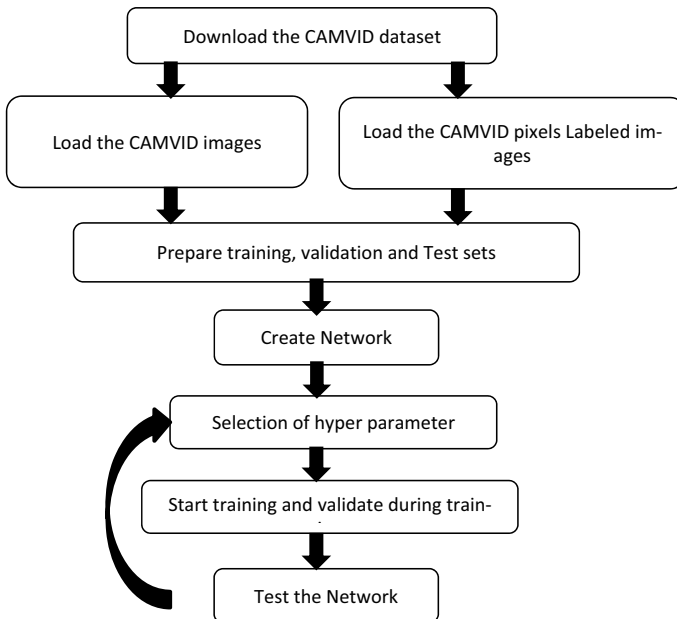 Download the CAMVID dataset
Load the CAMVID images
Load the CAMVID pixels Labeled im-
ages
Prepare training, validation and Test sets
Create Network
Selection of hyper parameter
Start training and validate during train-
Test the Network